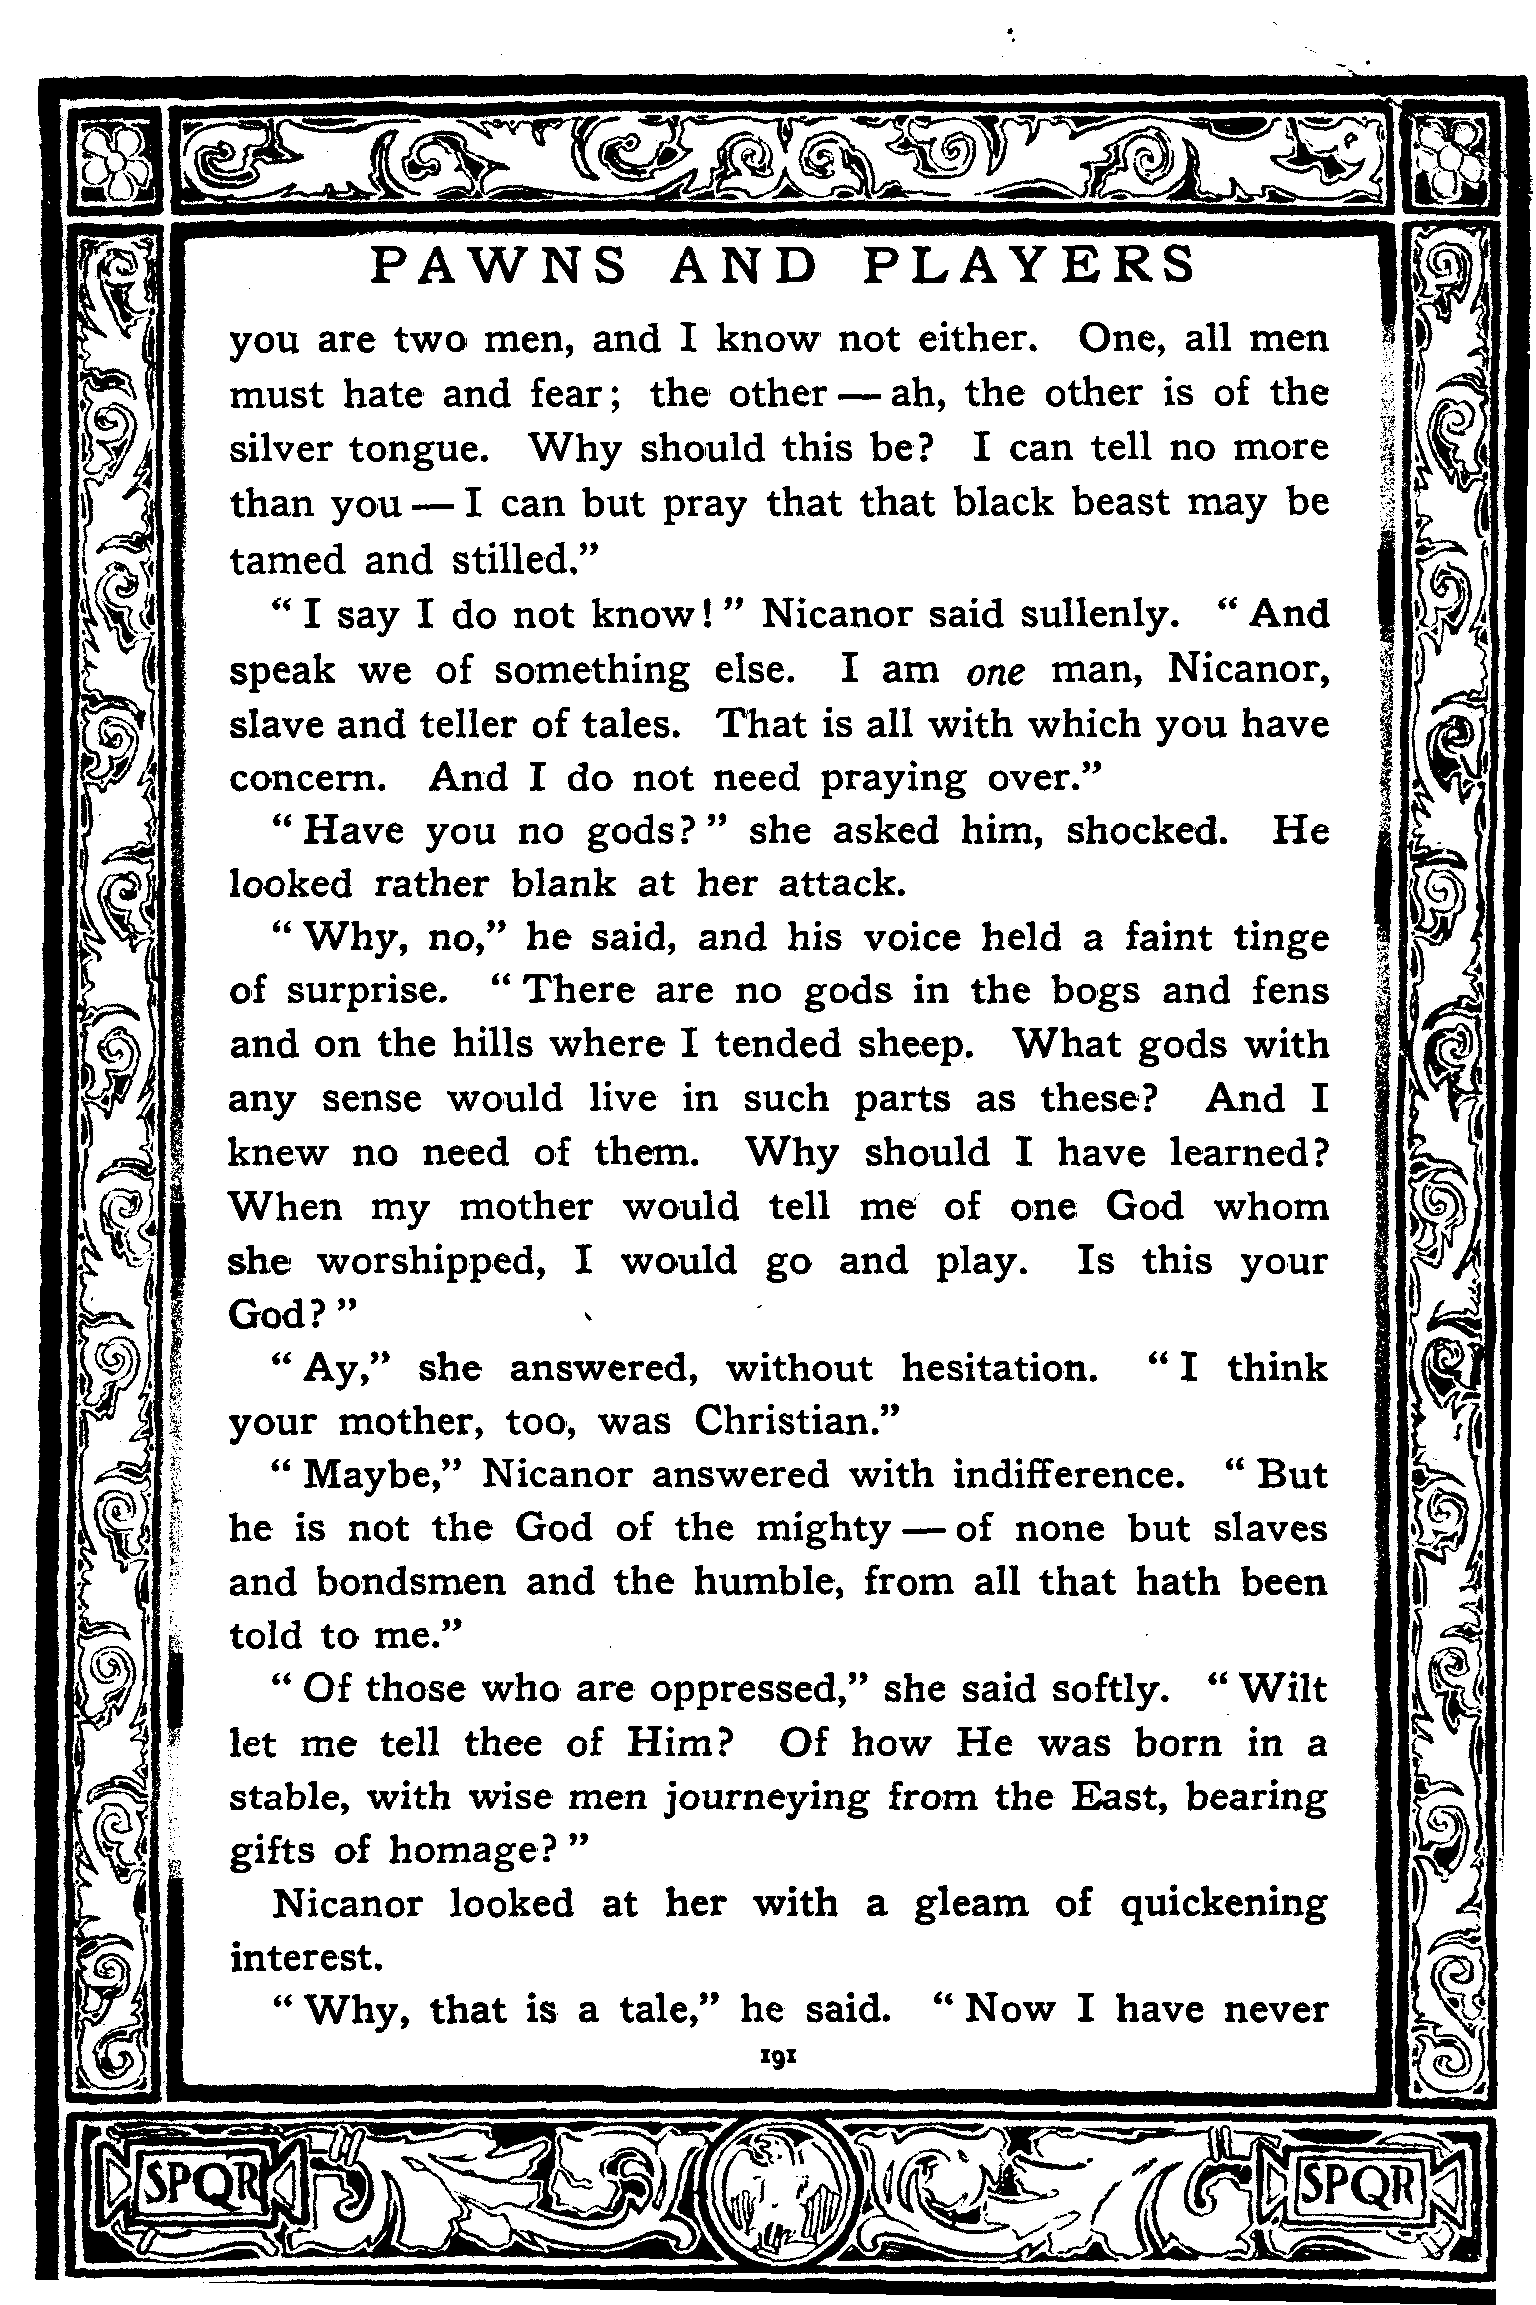 PAWNS AND PLAYERS
you are two men, and I know not either. One, all men
must hate and fear; the other — ah, the other is of the
silver tongue. Why should this be? I can tell no more
than you — I can but pray that that black beast may be
tamed and stilled.”
“I say I do not know!” Nicanor said sullenly. “And
speak we of something else. I am one man, Nicanor,
slave and teller of tales. That is all with which you have
concern. And I do not need praying over.”
“Have you no gods?” she asked him, shocked. He
looked rather blank at her attack.
“Why, no,” he said, and his voice held a faint tinge
of surprise. “There are no gods in the bogs and fens
and on the hills where I tended sheep. What gods with
any sense would live in such parts as these? And I
knew no need of them. Why should I have learned?
When my mother would tell me of one God whom
she worshipped, I would go and play. Is this your
God?”
“Ay,” she answered, without hesitation. “I think
your mother, too, was Christian.”
“Maybe,” Nicanor answered with indifference. “But
he is not the God of the mighty — of none but slaves
and bondsmen and the humble, from all that hath been
told to me.”
“Of those who are oppressed,” she said softly. “Wilt
let me tell thee of Him? Of how He was born in a
stable, with wise men journeying from the East, bearing
gifts of homage?”
Nicanor looked at her with a gleam of quickening
interest.
“Why, that is a tale,” he said. “Now I have never
191
SPQR SPQR